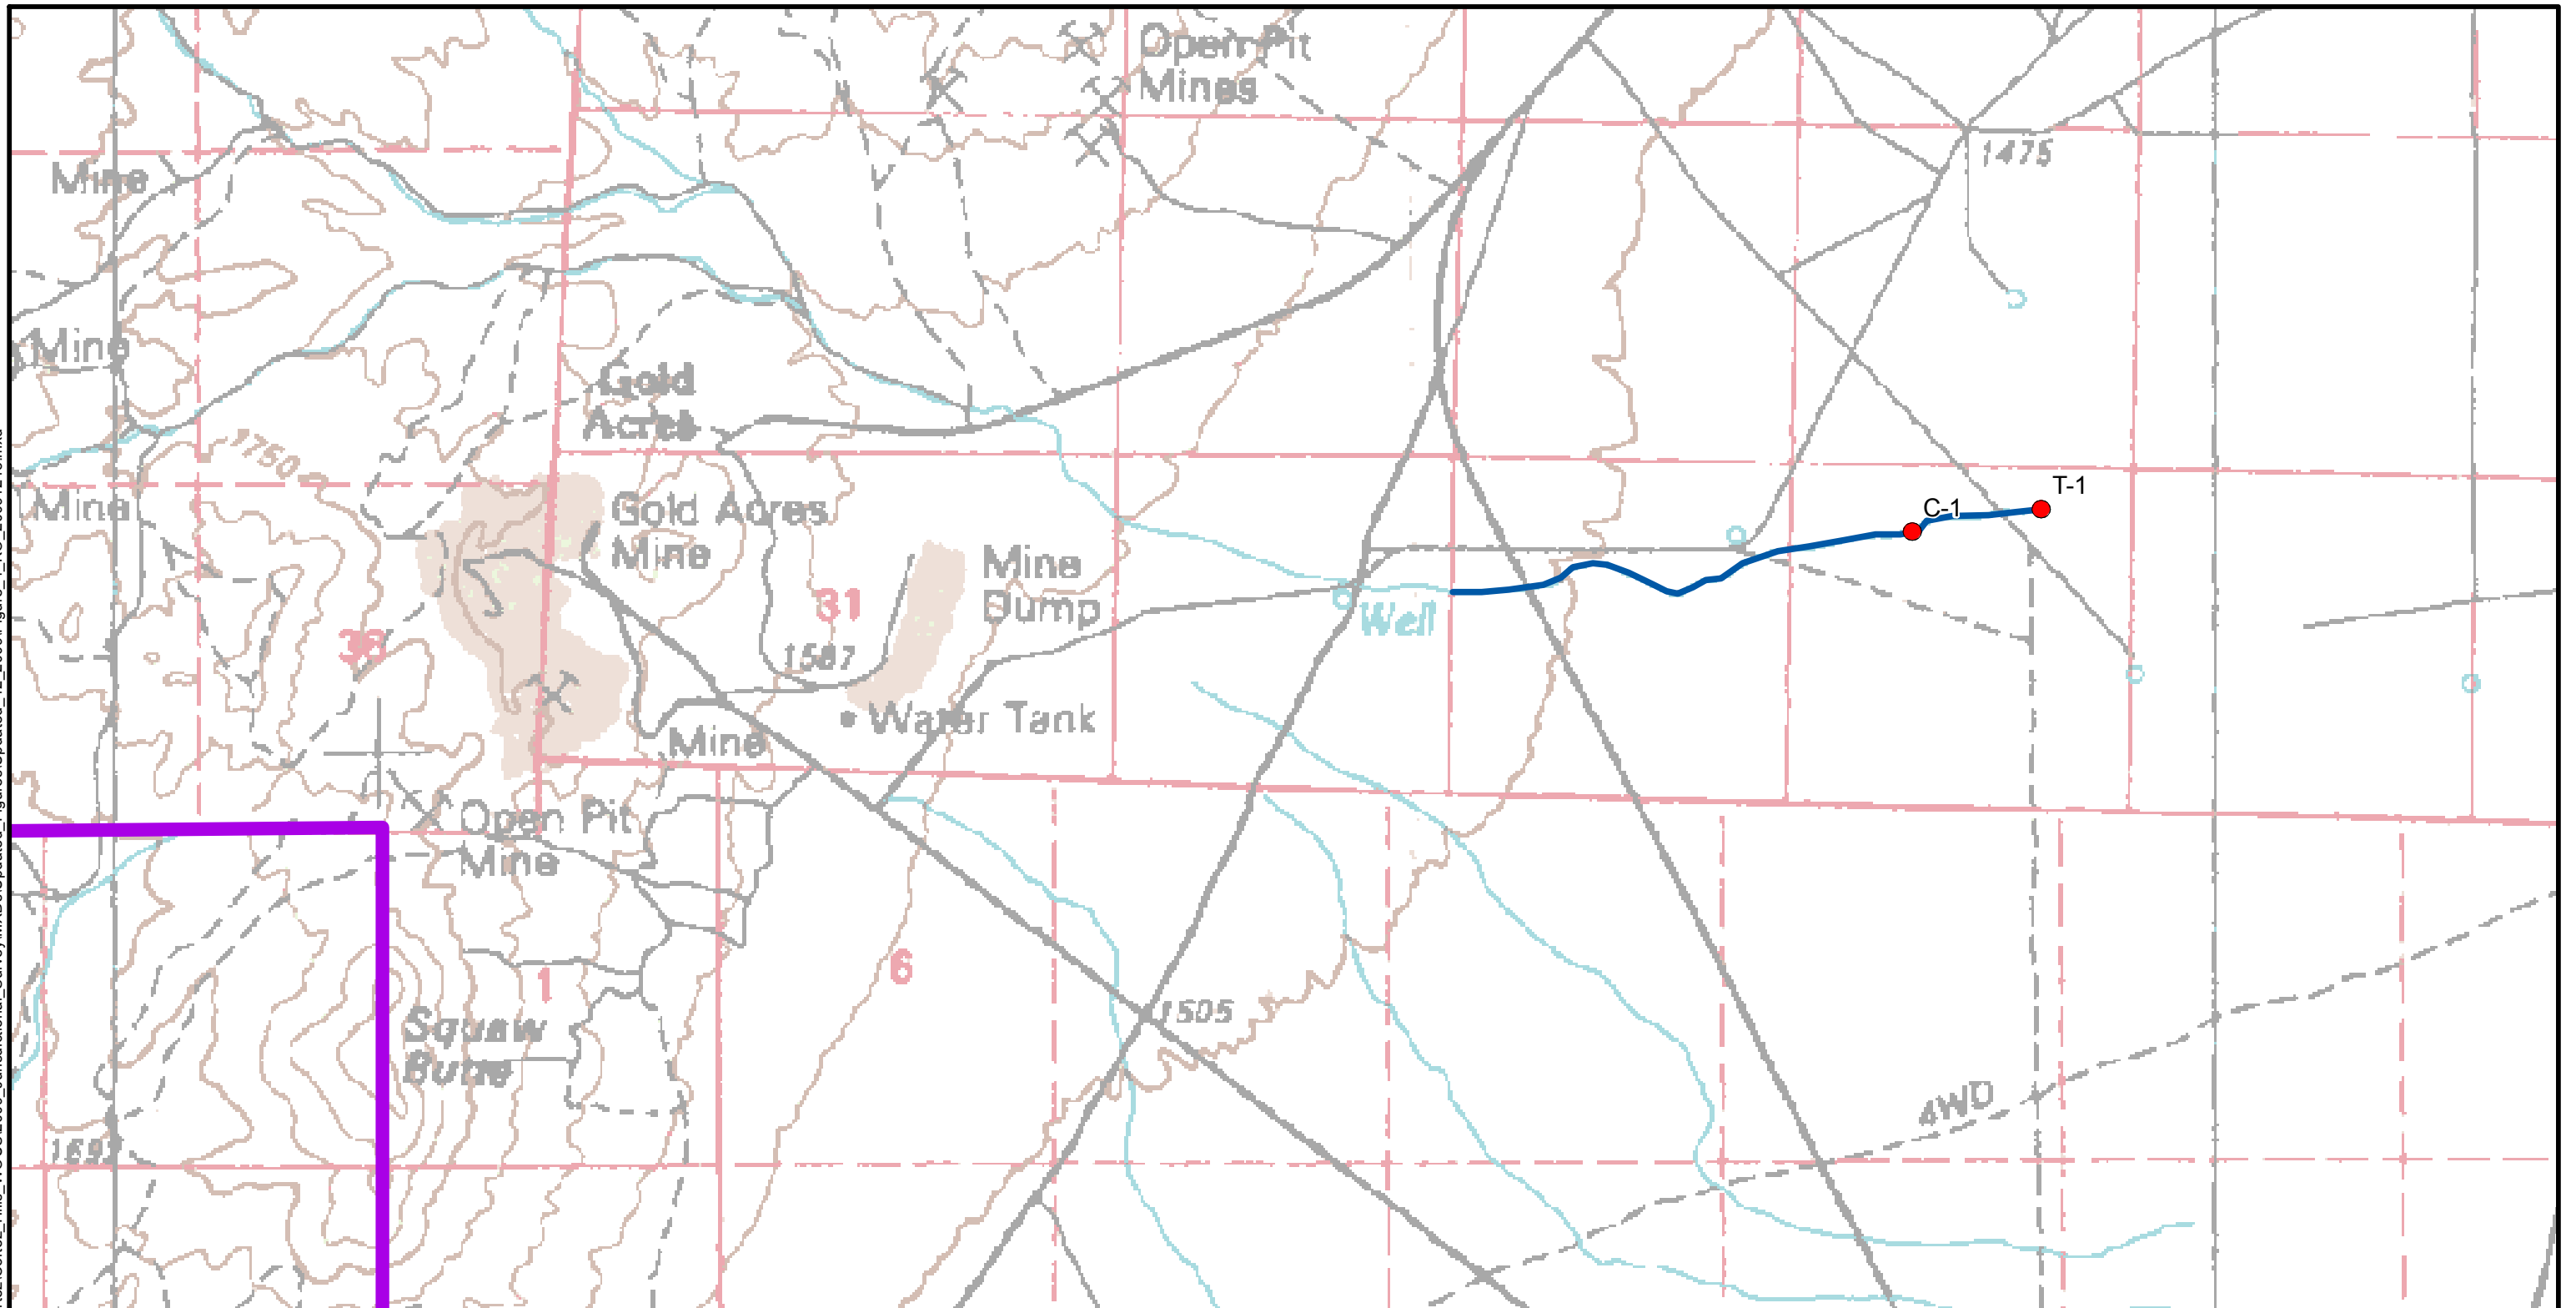 Open Pit
Mines
1475
Mine
Mine
Gold
Acres
1750
Mine
Gold Acres
Mine
C-1
T-1
Mine
Dump
31
36
Well
1587
Water Tank
Mine
Open Pit
Mine
6
1
1505
Squaw
Butte
4WD
1693